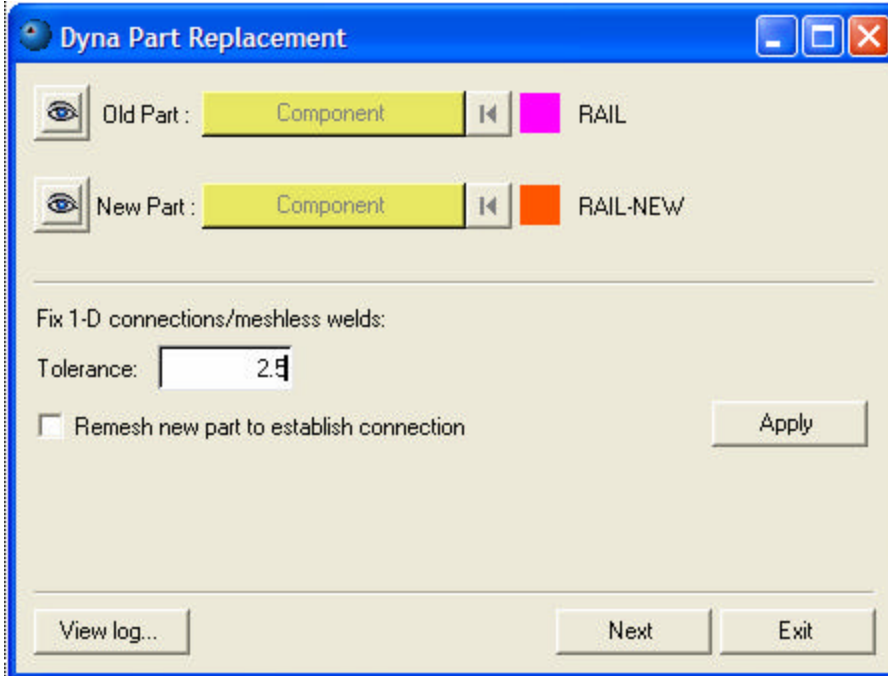 Dyna Part Replacement
Old Part : Component RAIL
New Part : Component RAIL-NEW
Fix 1-D connections/meshless welds:
Tolerance: 2.5
Remesh new part to establish connection
Apply
View log... Next Exit